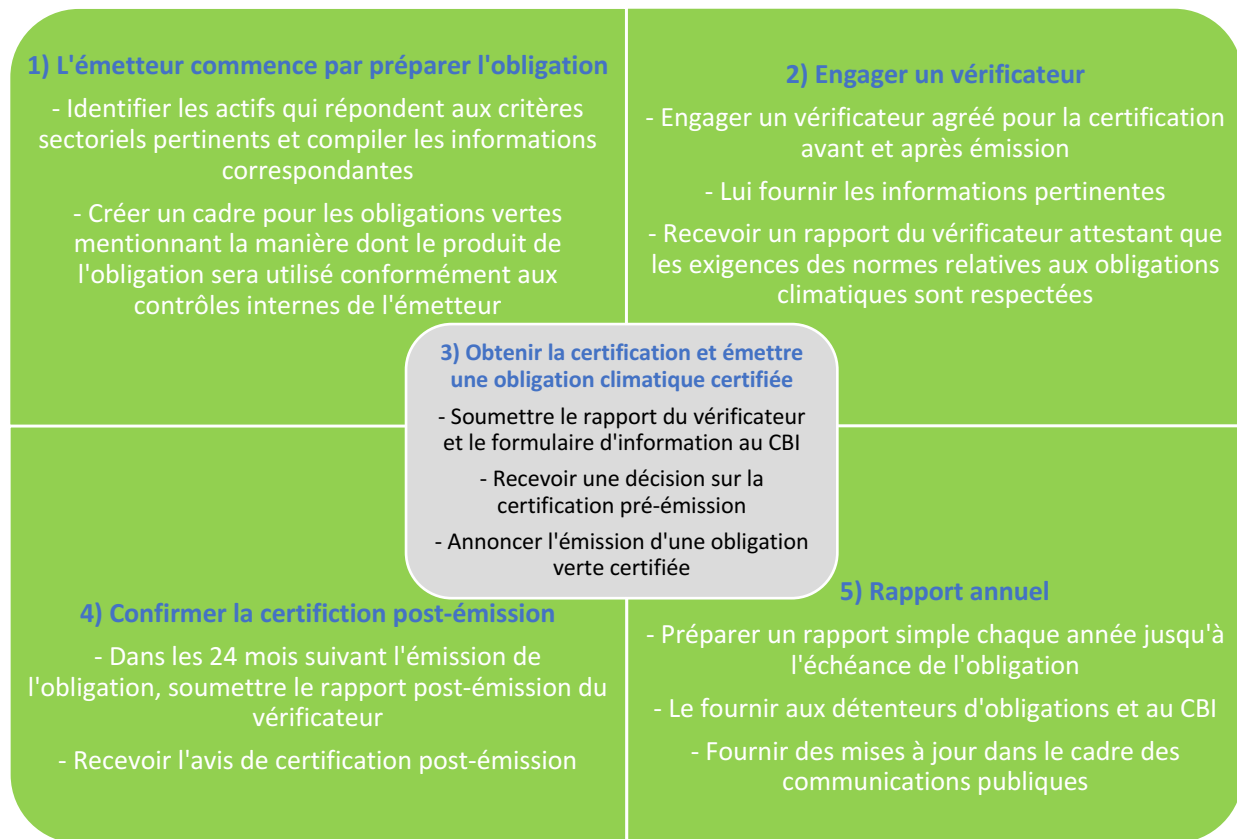 1) L'émetteur commence par préparer l'obligation
- Identifier les actifs qui répondent aux critères
sectoriels pertinents et compiler les informations
correspondantes
- Créer un cadre pour les obligations vertes
mentionnant la manière dont le produit de
l'obligation sera utilisé conformément aux
contrôles internes de l'émetteur
2) Engager un vérificateur
- Engager un vérificateur agréé pour la certification
avant et après émission
- Lui fournir les informations pertinentes
- Recevoir un rapport du vérificateur attestant que
les exigences des normes relatives aux obligations
climatiques sont respectées
3) Obtenir la certification et émettre
une obligation climatique certifiée
- Soumettre le rapport du vérificateur
et le formulaire d'information au CBI
- Recevoir une décision sur la
certification pré-émission
- Annoncer l'émission d'une obligation
verte certifiée
4) Confirmer la certifiction post-émission
- Dans les 24 mois suivant l'émission de
l'obligation, soumettre le rapport post-émission du
vérificateur
- Recevoir l'avis de certification post-émission
5) Rapport annuel
- Préparer un rapport simple chaque année jusqu'à
l'échéance de l'obligation
- Le fournir aux détenteurs d'obligations et au CBI
- Fournir des mises à jour dans le cadre des
communications publiques